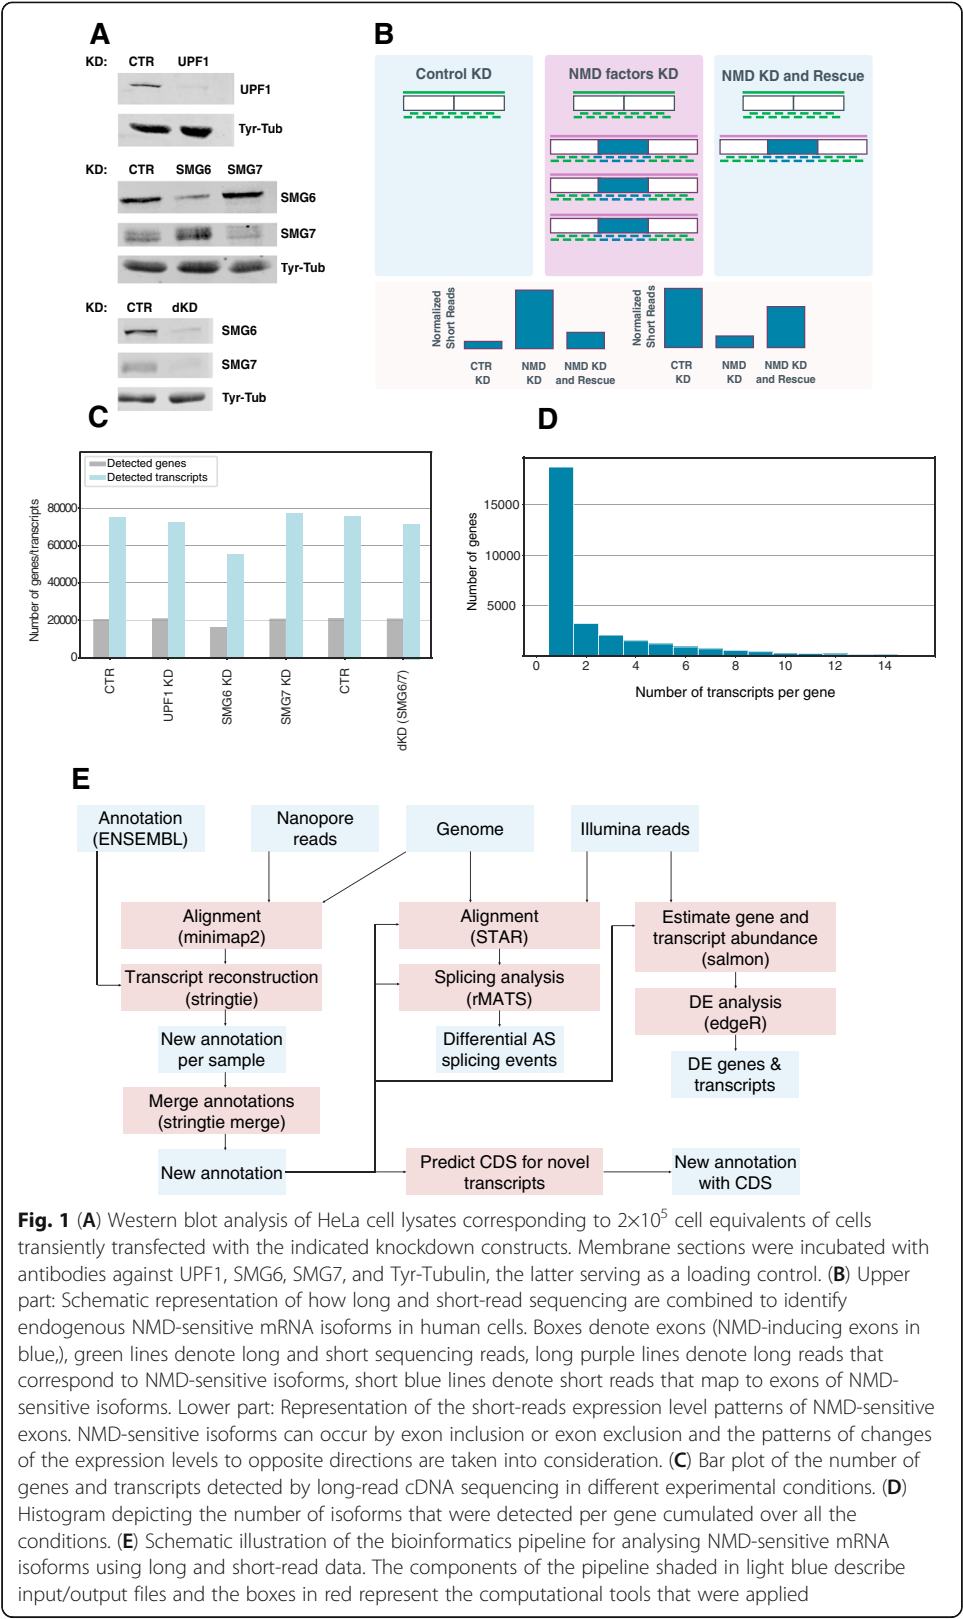 A
KD: CTR UPF1
UPF1
Tyr-Tub
KD: CTR SMG6 SMG7
SMG6
SMG7
Tyr-Tub
KD: CTR dKD
SMG6
SMG7
Tyr-Tub
B
Control KD
NMD factors KD
NMD KD and Rescue
Normalized
Short Reads
CTR
KD
NMD
KD
NMD KD
and Rescue
Normalized
Short Reads
CTR
KD
NMD
KD
NMD KD
and Rescue
C
Detected genes
Detected transcripts
Number of genes/transcripts
80000
60000
40000
20000
0
CTR
UPF1 KD
SMG6 KD
SMG7 KD
CTR
dKD (SMG6/7)
D
Number of genes
15000
10000
5000
0 2 4 6 8 10 12 14
Number of transcripts per gene
E
Annotation
(ENSEMBL)
Nanopore
reads
Genome
Illumina reads
Alignment
(minimap2)
Alignment
(STAR)
Estimate gene and
transcript abundance
(salmon)
Transcript reconstruction
(stringtie)
Splicing analysis
(rMATS)
DE analysis
(edgeR)
New annotation
per sample
Differential AS
splicing events
DE genes &
transcripts
Merge annotations
(stringtie merge)
New annotation
Predict CDS for novel
transcripts
New annotation
with CDS
Fig. 1 (A) Western blot analysis of HeLa cell lysates corresponding to 2×10⁵ cell equivalents of cells
transiently transfected with the indicated knockdown constructs. Membrane sections were incubated with
antibodies against UPF1, SMG6, SMG7, and Tyr-Tubulin, the latter serving as a loading control. (B) Upper
part: Schematic representation of how long and short-read sequencing are combined to identify
endogenous NMD-sensitive mRNA isoforms in human cells. Boxes denote exons (NMD-inducing exons in
blue,), green lines denote long and short sequencing reads, long purple lines denote long reads that
correspond to NMD-sensitive isoforms, short blue lines denote short reads that map to exons of NMD-
sensitive isoforms. Lower part: Representation of the short-reads expression level patterns of NMD-sensitive
exons. NMD-sensitive isoforms can occur by exon inclusion or exon exclusion and the patterns of changes
of the expression levels to opposite directions are taken into consideration. (C) Bar plot of the number of
genes and transcripts detected by long-read cDNA sequencing in different experimental conditions. (D)
Histogram depicting the number of isoforms that were detected per gene cumulated over all the
conditions. (E) Schematic illustration of the bioinformatics pipeline for analysing NMD-sensitive mRNA
isoforms using long and short-read data. The components of the pipeline shaded in light blue describe
input/output files and the boxes in red represent the computational tools that were applied